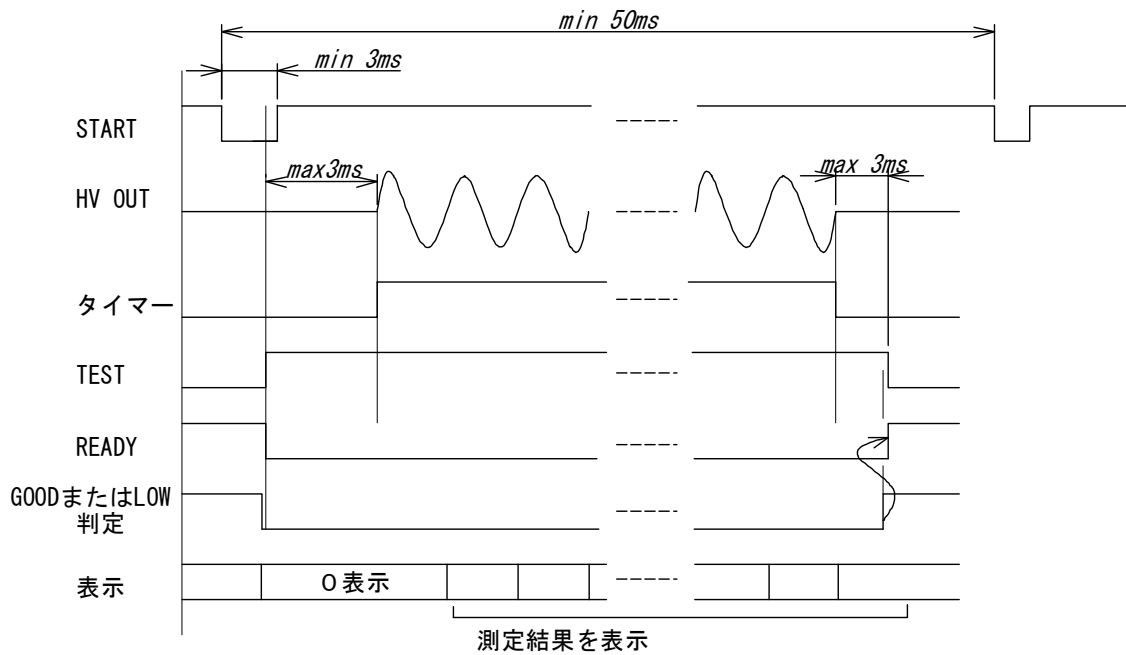 min 50ms
min 3ms
START
max3ms
max 3ms
HV OUT
タイマー
TEST
READY
GOODまたはLOW
判定
表示
0表示
測定結果を表示